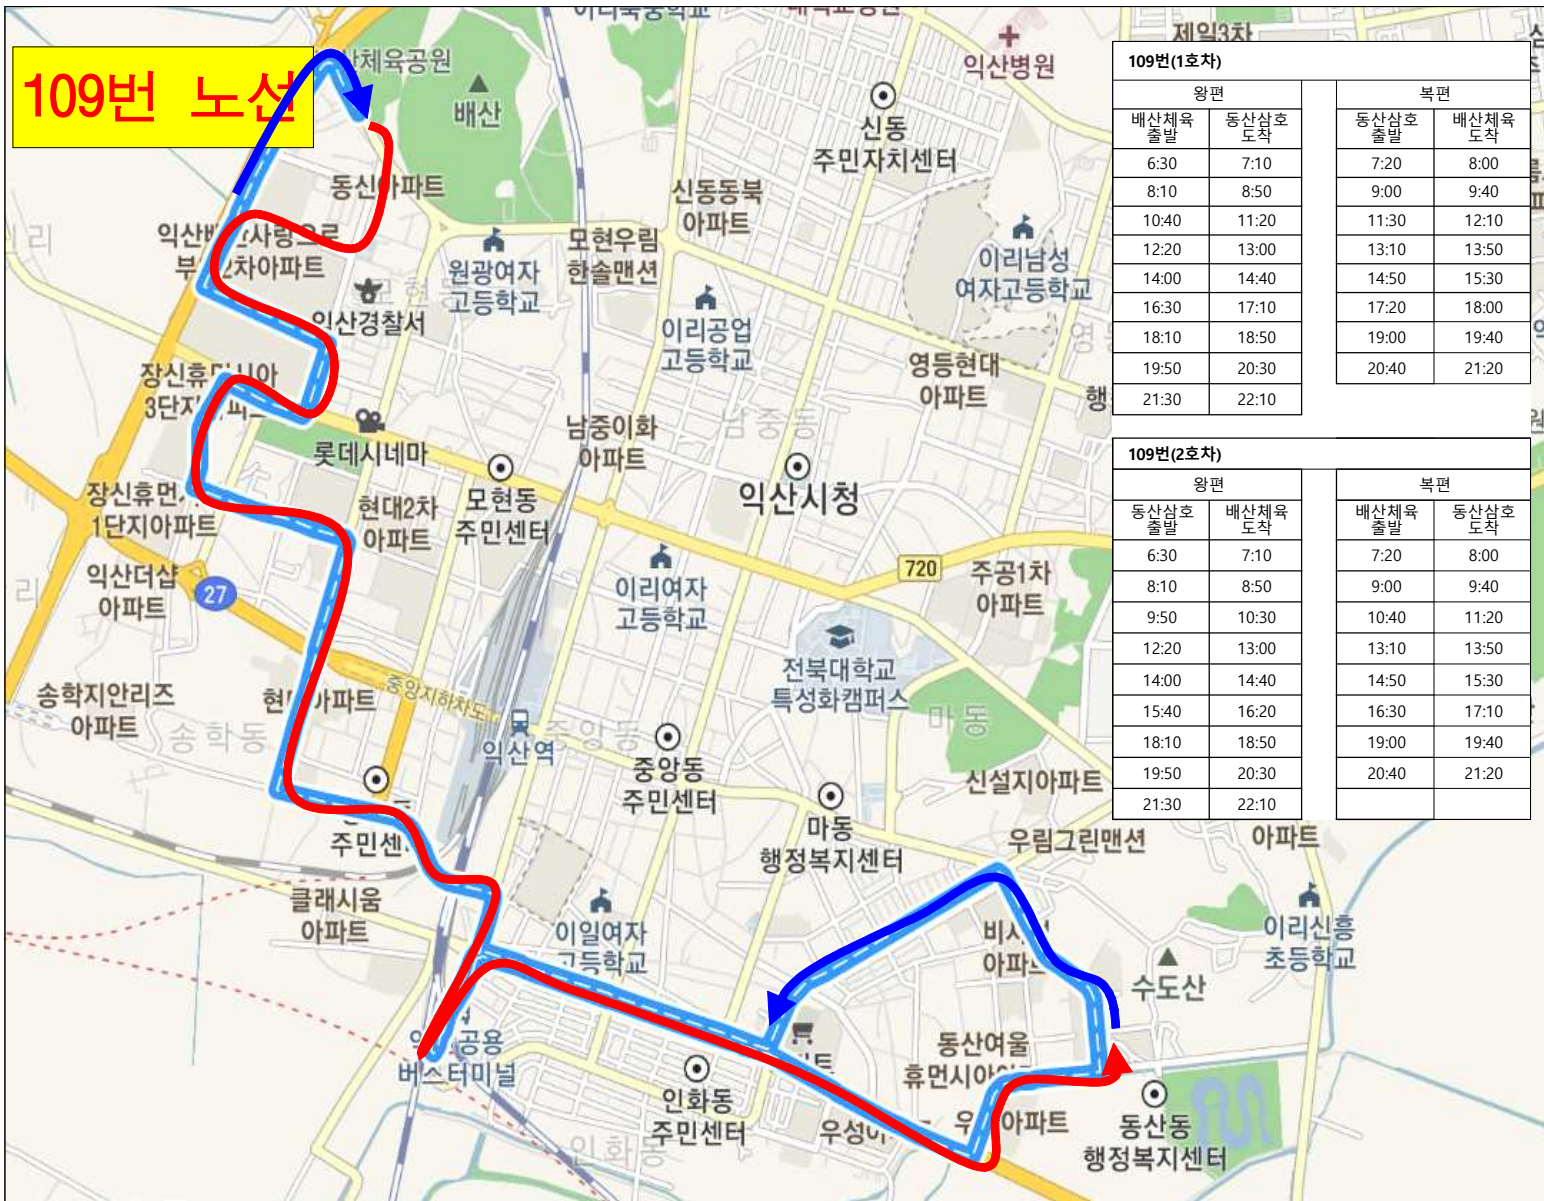 109번 노선
배산
익산병원
제일3차
신동
주민자치센터
동신아파트
신동동북
아파트
모현우림
한솔맨션
원광여자
고등학교
이리남성
여자고등학교
익산경찰서
이리공업
고등학교
영등현대
아파트
남중동
남중이화
아파트
롯데시네마
모현동
주민센터
익산시청
현대2차
아파트
1단지아파트
익산더샵
아파트
27
720
주공1차
아파트
이리여자
고등학교
전북대학교
특성화캠퍼스
마동
송학지안리즈
아파트
송학동
중앙지하차도
익산역
중앙동
중앙동
주민센터
신설지아파트
마동
행정복지센터
우림그린맨션
아파트
클래시움
아파트
이일여자
고등학교
이리신흥
초등학교
수도산
버스터미널
동산여울
인화동
주민센터
인화동
동산동
행정복지센터
109번(1호차)
왕편 복편
배산체육 출발 동산삼호 도착 동산삼호 출발 배산체육 도착
6:30 7:10 7:20 8:00
8:10 8:50 9:00 9:40
10:40 11:20 11:30 12:10
12:20 13:00 13:10 13:50
14:00 14:40 14:50 15:30
16:30 17:10 17:20 18:00
18:10 18:50 19:00 19:40
19:50 20:30 20:40 21:20
21:30 22:10
109번(2호차)
왕편 복편
동산삼호 출발 배산체육 도착 배산체육 출발 동산삼호 도착
6:30 7:10 7:20 8:00
8:10 8:50 9:00 9:40
9:50 10:30 10:40 11:20
12:20 13:00 13:10 13:50
14:00 14:40 14:50 15:30
15:40 16:20 16:30 17:10
18:10 18:50 19:00 19:40
19:50 20:30 20:40 21:20
21:30 22:10